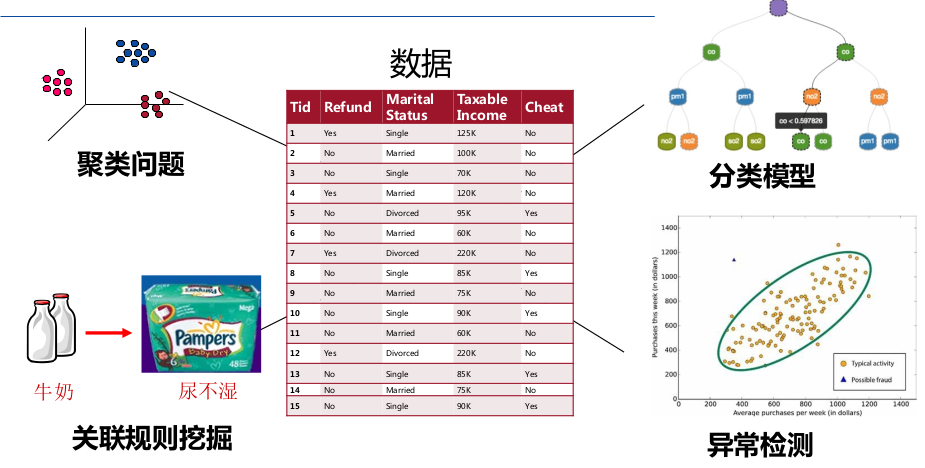 数据
聚类问题
Tid Refund Marital Status Taxable Income Cheat
1 Yes Single 125K No
2 No Married 100K No
3 No Single 70K No
4 Yes Married 120K No
5 No Divorced 95K Yes
6 No Married 60K No
7 Yes Divorced 220K No
8 No Single 85K Yes
9 No Married 75K No
10 No Single 90K Yes
11 No Married 60K No
12 Yes Divorced 220K No
13 No Single 85K Yes
14 No Married 75K No
15 No Single 90K Yes
co co
pm1 pm1 no2 no2
co < 0.597826
no2 no2 so2 so2 co co pm1 pm1
分类模型
Pampers
Baby Dry
Mega
48
牛奶
尿不湿
关联规则挖掘
Purchases this week (in dollars)
1400
1200
1000
800
600
400
200
0
0 200 400 600 800 1000 1200 1400
Average purchases per week (in dollars)
Typical activity
Possible fraud
异常检测